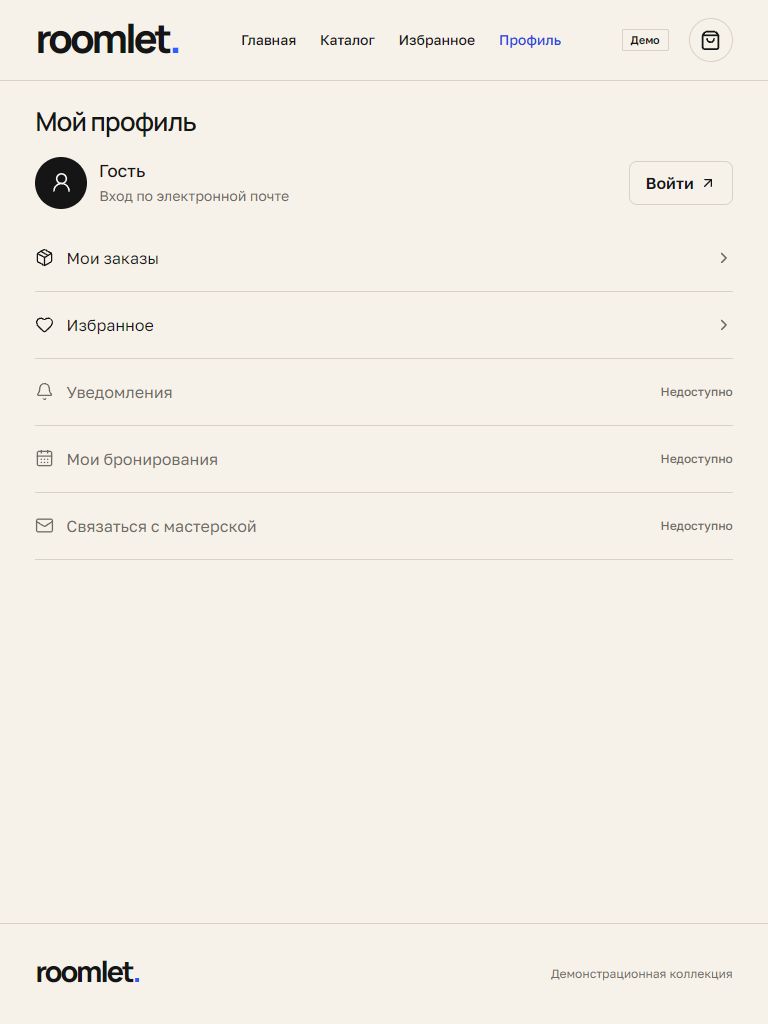 roomlet.
Главная Каталог Избранное Профиль Демо
Мой профиль
Гость
Вход по электронной почте
Войти
Мои заказы
Избранное
Уведомления Недоступно
Мои бронирования Недоступно
Связаться с мастерской Недоступно
roomlet.
Демонстрационная коллекция